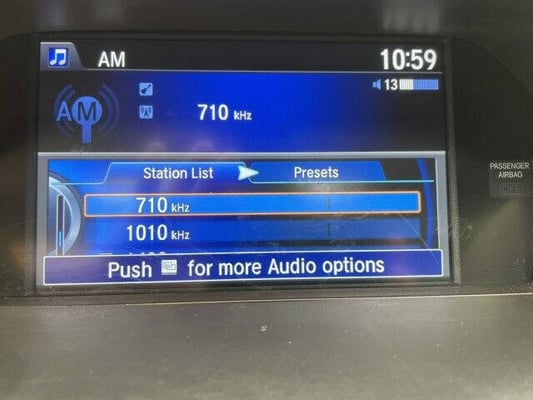 AM
10:59
13
AM
710 kHz
PASSENGER
AIRBAG
OFF
Station List
Presets
710 kHz
1010 kHz
Push for more Audio options